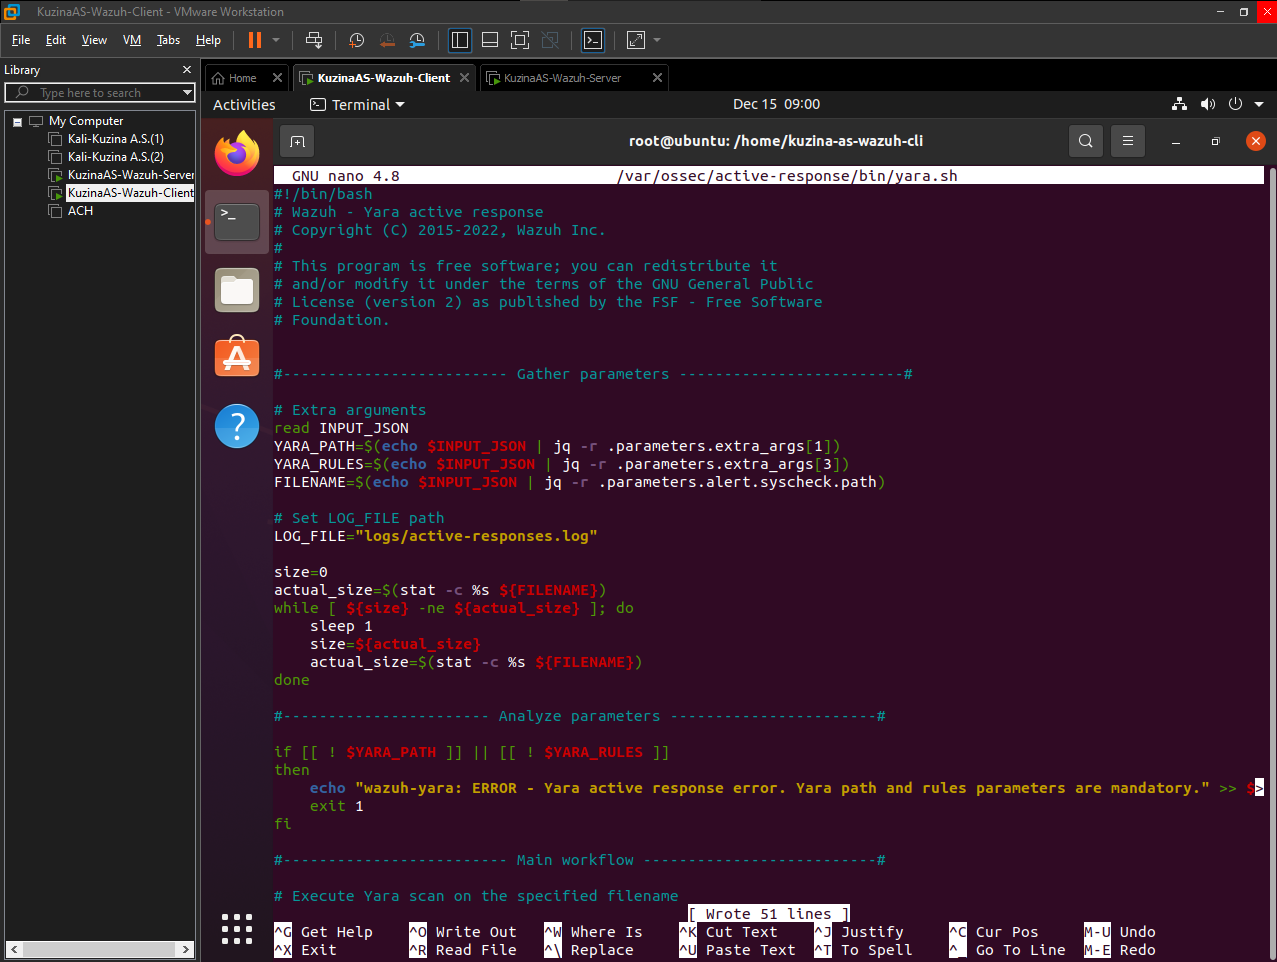 KuzinaAS-Wazuh-Client - VMware Workstation
File Edit View VM Tabs Help
Library
Type here to search
My Computer
Kali-Kuzina A.S.(1)
Kali-Kuzina A.S.(2)
KuzinaAS-Wazuh-Server
KuzinaAS-Wazuh-Client
ACH
Home KuzinaAS-Wazuh-Client KuzinaAS-Wazuh-Server
Activities Terminal Dec 15 09:00
root@ubuntu: /home/kuzina-as-wazuh-cli
GNU nano 4.8 /var/ossec/active-response/bin/yara.sh
#!/bin/bash
# Wazuh - Yara active response
# Copyright (C) 2015-2022, Wazuh Inc.
#
# This program is free software; you can redistribute it
# and/or modify it under the terms of the GNU General Public
# License (version 2) as published by the FSF - Free Software
# Foundation.
#------------------------- Gather parameters -------------------------#
# Extra arguments
read INPUT_JSON
YARA_PATH=$(echo $INPUT_JSON | jq -r .parameters.extra_args[1])
YARA_RULES=$(echo $INPUT_JSON | jq -r .parameters.extra_args[3])
FILENAME=$(echo $INPUT_JSON | jq -r .parameters.alert.syscheck.path)
# Set LOG_FILE path
LOG_FILE="logs/active-responses.log"
size=0
actual_size=$(stat -c %s ${FILENAME})
while [ ${size} -ne ${actual_size} ]; do
    sleep 1
    size=${actual_size}
    actual_size=$(stat -c %s ${FILENAME})
done
#----------------------- Analyze parameters -----------------------#
if [[ ! $YARA_PATH ]] || [[ ! $YARA_RULES ]]
then
    echo "wazuh-yara: ERROR - Yara active response error. Yara path and rules parameters are mandatory." >> $>
    exit 1
fi
#------------------------- Main workflow --------------------------#
# Execute Yara scan on the specified filename
[ Wrote 51 lines ]
^G Get Help ^O Write Out ^W Where Is ^K Cut Text ^J Justify ^C Cur Pos M-U Undo
^X Exit ^R Read File ^\ Replace ^U Paste Text ^T To Spell ^_ Go To Line M-E Redo